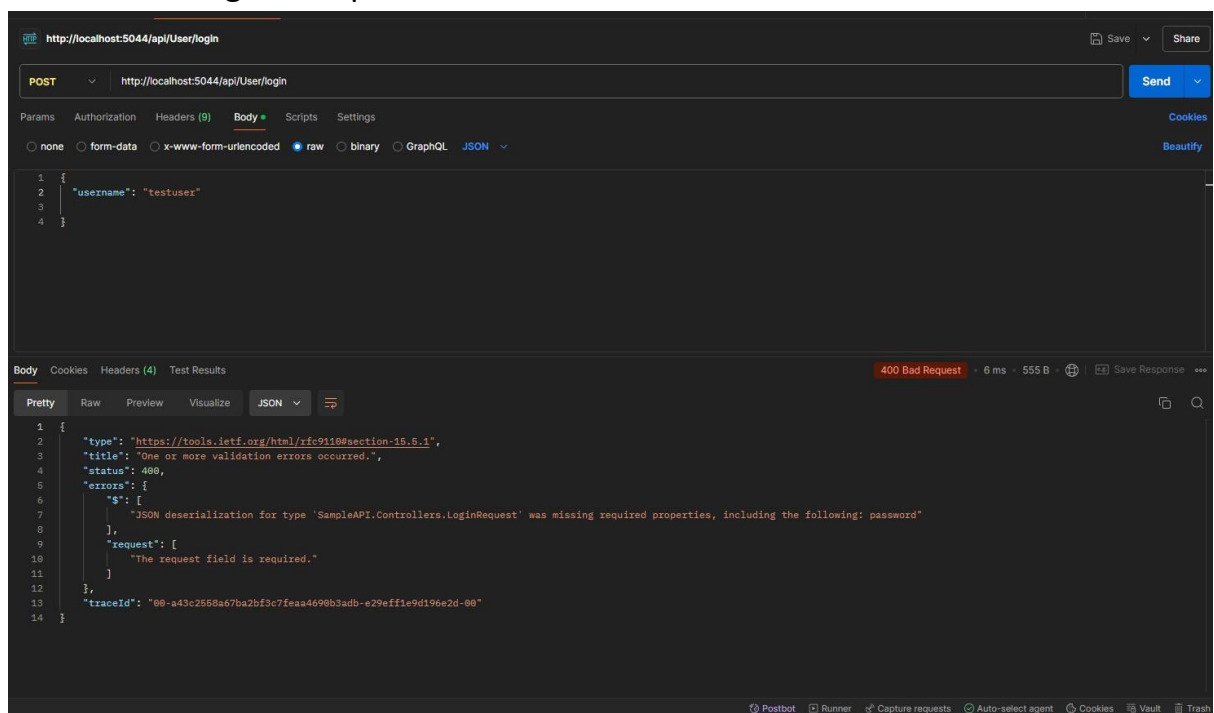 http://localhost:5044/api/User/login Save Share
POST http://localhost:5044/api/User/login Send
Params Authorization Headers (9) Body Scripts Settings Cookies
none form-data x-www-form-urlencoded raw binary GraphQL JSON Beautify
1 {
2 "username": "testuser"
3
4 }
Body Cookies Headers (4) Test Results 400 Bad Request 6 ms 555 B Save Response
Pretty Raw Preview Visualize JSON
1 {
2 "type": "https://tools.ietf.org/html/rfc9110#section-15.5.1",
3 "title": "One or more validation errors occurred.",
4 "status": 400,
5 "errors": {
6 "$": [
7 "JSON deserialization for type 'SampleAPI.Controllers.LoginRequest' was missing required properties, including the following: password"
8 ],
9 "request": [
10 "The request field is required."
11 ]
12 },
13 "traceId": "00-a43c2558a67ba2bf3c7feaa4690b3adb-e29eff1e9d196e2d-00"
14 }
Postbot Runner Capture requests Auto-select agent Cookies Vault Trash